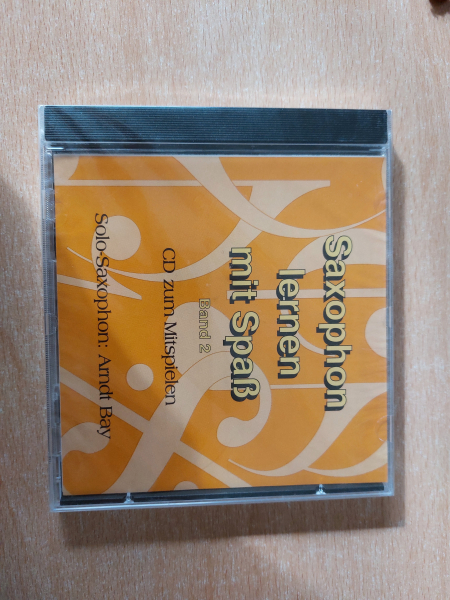 Saxophon
lernen
mit Spaß
Band 2
CD zum Mitspielen
Solo-Saxophon: Arndt Bay